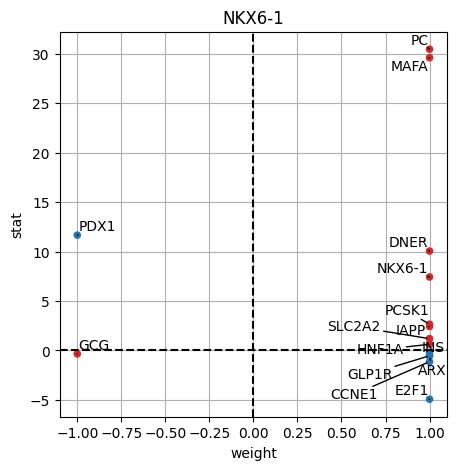 NKX6-1
stat
30
25
20
15
10
5
0
−5
PC
MAFA
PDX1
DNER
NKX6-1
PCSK1
SLC2A2
IAPP
GCG
HNF1A
INS
GLP1R
ARX
CCNE1
E2F1
−1.00 −0.75 −0.50 −0.25 0.00 0.25 0.50 0.75 1.00
weight